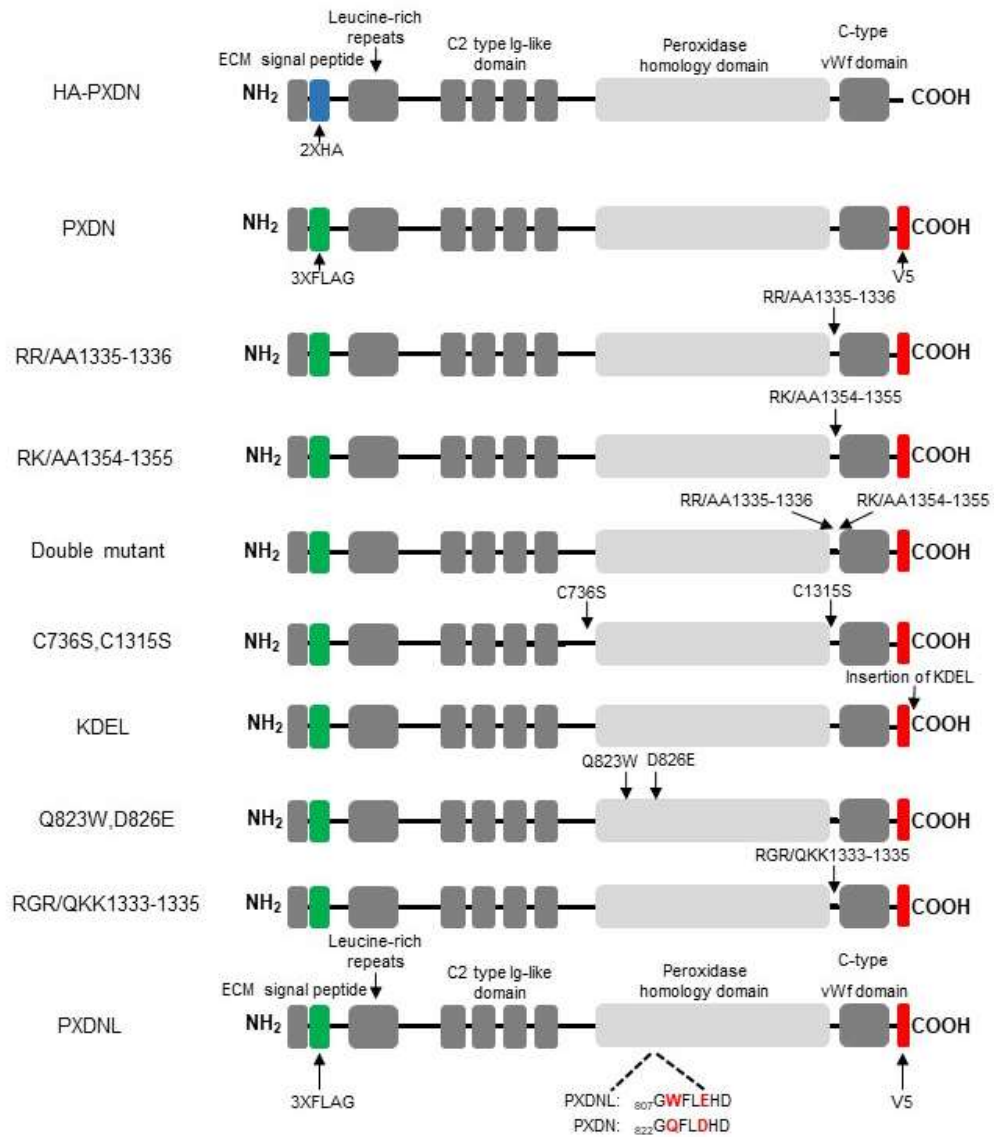 Leucine-rich
repeats
C2 type Ig-like
domain
Peroxidase
homology domain
C-type
vWf domain
ECM signal peptide
HA-PXDN
NH2
COOH
2XHA
PXDN
NH2
COOH
3XFLAG
V5
RR/AA1335-1336
RR/AA1335-1336
NH2
COOH
RK/AA1354-1355
RK/AA1354-1355
NH2
COOH
RR/AA1335-1336
RK/AA1354-1355
Double mutant
NH2
COOH
C736S
C1315S
C736S,C1315S
NH2
COOH
Insertion of KDEL
KDEL
NH2
COOH
Q823W
D826E
Q823W,D826E
NH2
COOH
RGR/QKK1333-1335
RGR/QKK1333-1335
NH2
COOH
Leucine-rich
repeats
C2 type Ig-like
domain
Peroxidase
homology domain
C-type
vWf domain
ECM signal peptide
PXDNL
NH2
COOH
3XFLAG
V5
PXDNL: 807GWFLEHD
PXDN: 822GQFLDHD